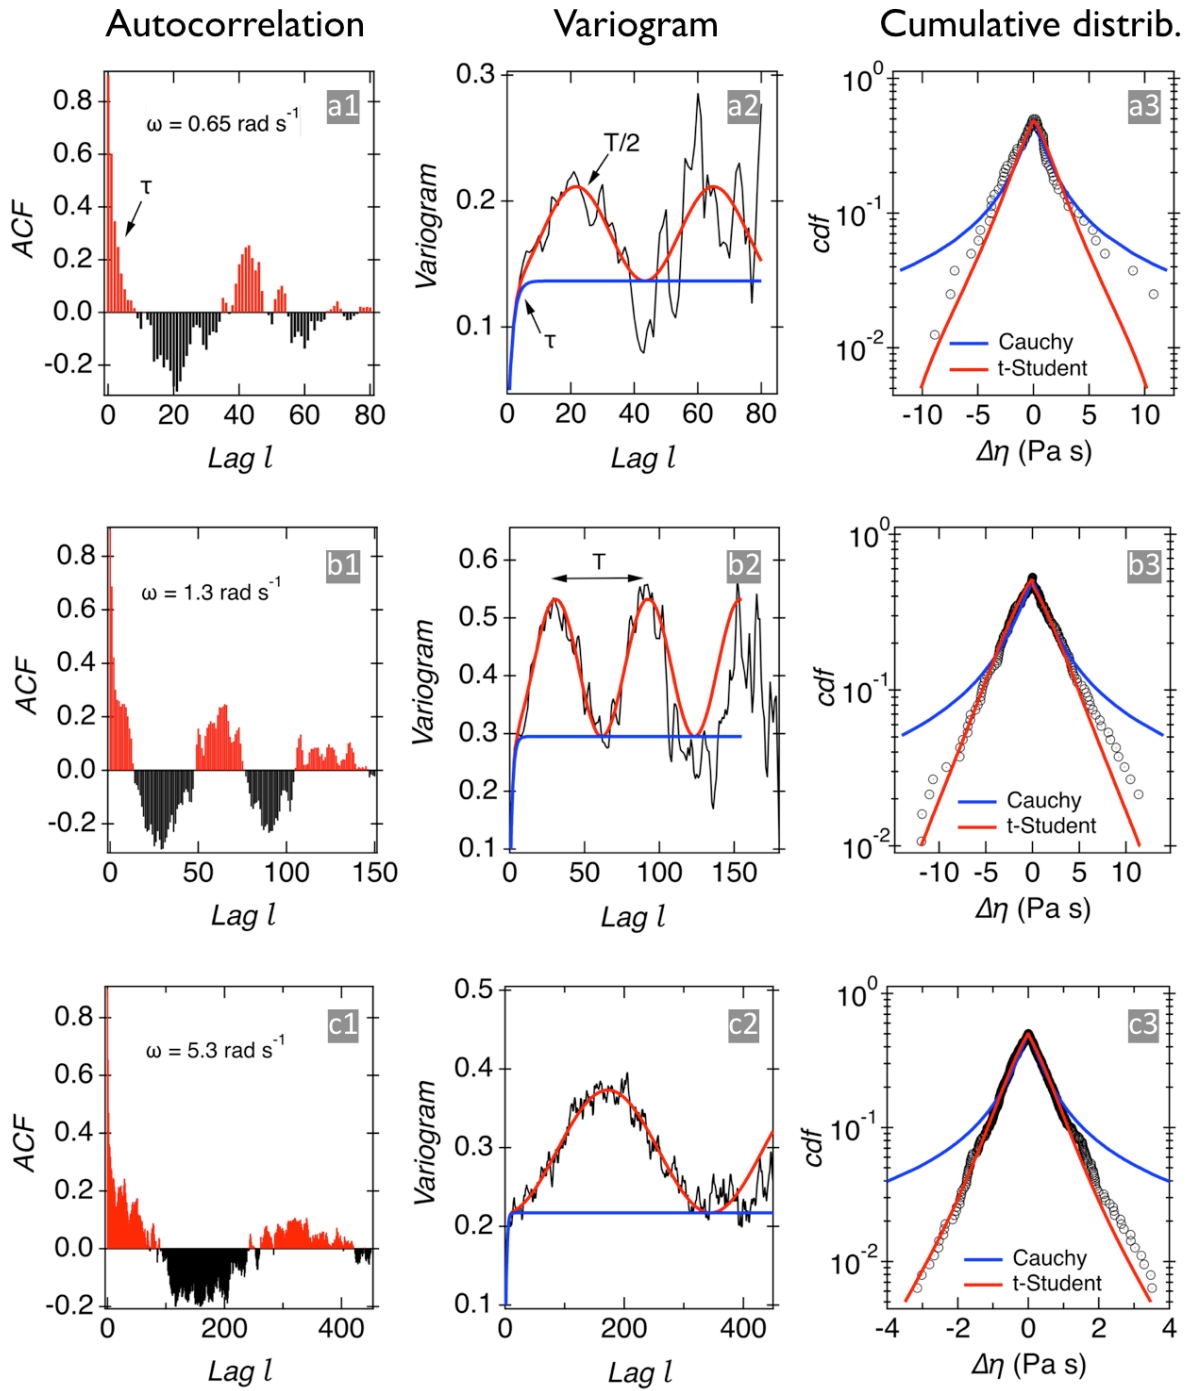 Autocorrelation Variogram Cumulative distrib.
a1
ω = 0.65 rad s⁻¹
τ
ACF
0.8
0.6
0.4
0.2
0.0
-0.2
0 20 40 60 80
Lag l
a2
T/2
τ
Variogram
0.3
0.2
0.1
0 20 40 60 80
Lag l
a3
cdf
10⁰
10⁻¹
10⁻²
Cauchy
t-Student
-10 -5 0 5 10
Δη (Pa s)
b1
ω = 1.3 rad s⁻¹
ACF
0.8
0.6
0.4
0.2
0.0
-0.2
0 50 100 150
Lag l
b2
T
Variogram
0.6
0.5
0.4
0.3
0.2
0.1
0 50 100 150
Lag l
b3
cdf
10⁰
10⁻¹
10⁻²
Cauchy
t-Student
-10 -5 0 5 10
Δη (Pa s)
c1
ω = 5.3 rad s⁻¹
ACF
0.8
0.6
0.4
0.2
0.0
-0.2
0 200 400
Lag l
c2
Variogram
0.5
0.4
0.3
0.2
0.1
0 200 400
Lag l
c3
cdf
10⁰
10⁻¹
10⁻²
Cauchy
t-Student
-4 -2 0 2 4
Δη (Pa s)